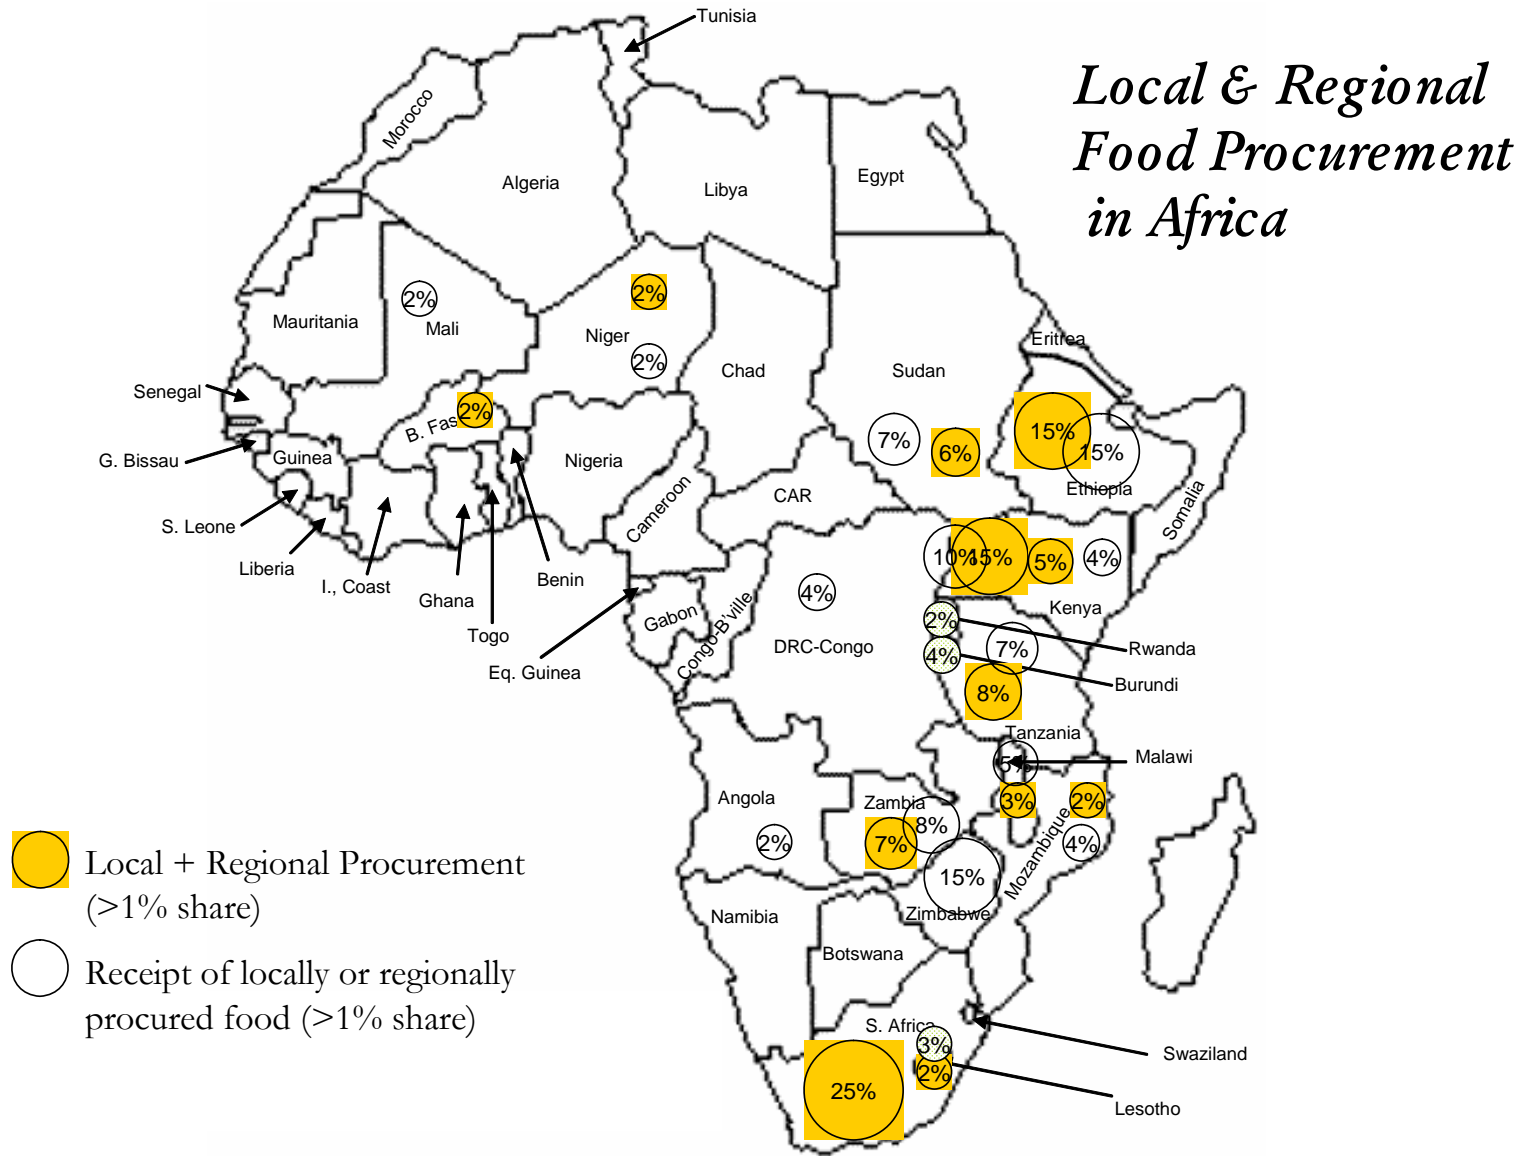 Tunisia
Local & Regional
Food Procurement
in Africa
Morocco
Algeria
Libya
Egypt
2%
2%
Mauritania
Mali
Niger
Eritrea
2%
Chad
Sudan
Senegal
2%
B. Fas
15%
7%
6%
15%
G. Bissau
Guinea
Nigeria
Ethiopia
CAR
Cameroon
Somalia
S. Leone
Liberia
I., Coast
Benin
10%
15%
5%
4%
Ghana
4%
Kenya
Togo
Gabon
Congo-B'ville
2%
DRC-Congo
7%
Rwanda
4%
Eq. Guinea
Burundi
8%
Tanzania
Malawi
5%
Angola
Zambia
3%
2%
8%
2%
7%
4%
Mozambique
Local + Regional Procurement
(>1% share)
15%
Namibia
Zimbabwe
Botswana
Receipt of locally or regionally
procured food (>1% share)
S. Africa
3%
Swaziland
2%
25%
Lesotho